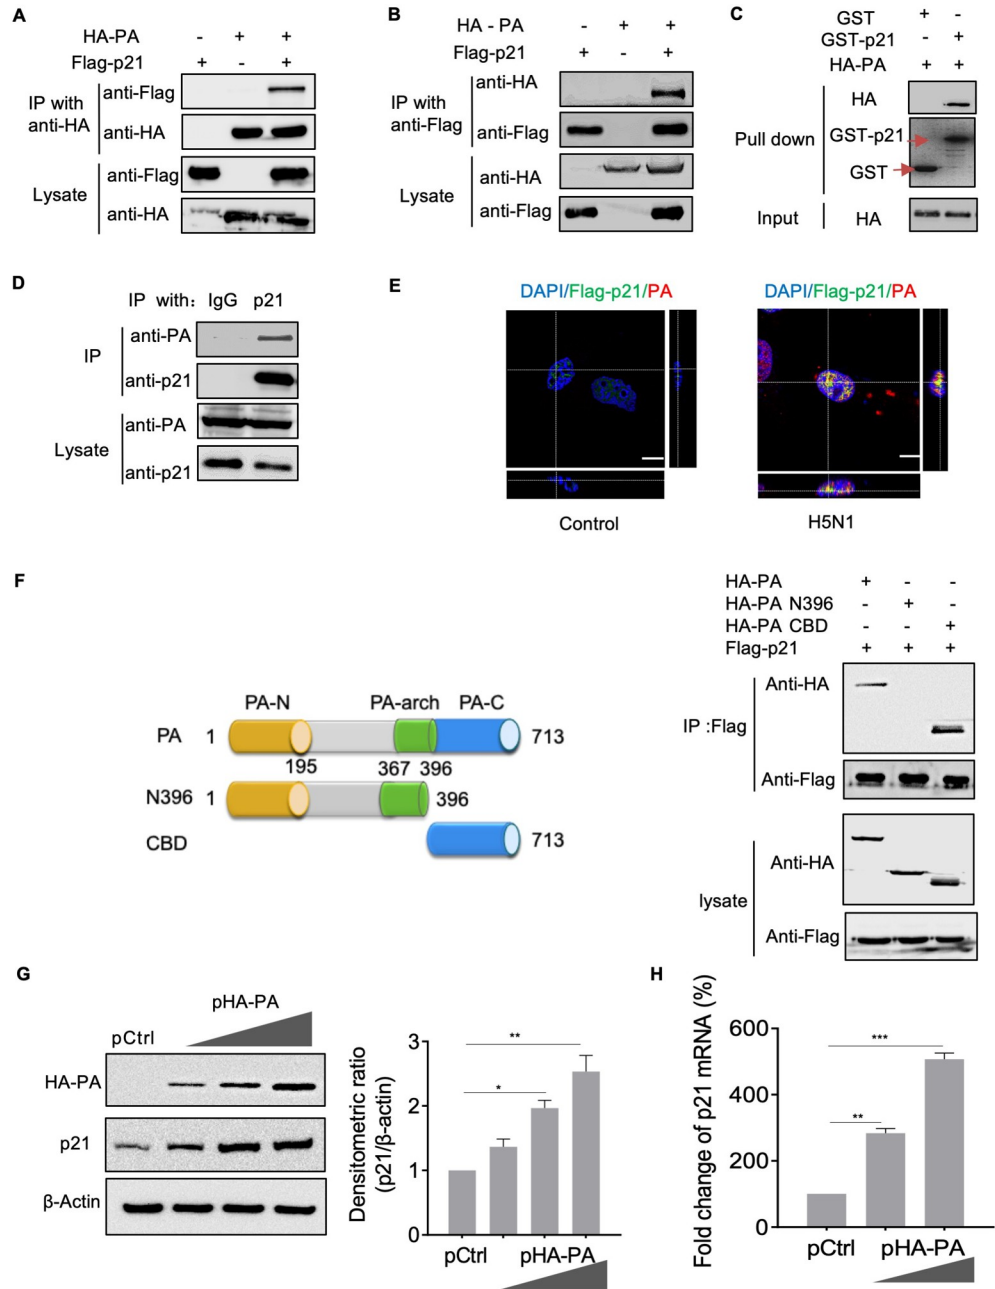 A
HA-PA - + +
Flag-p21 + - +
IP with anti-HA
anti-Flag
anti-HA
Lysate
anti-Flag
anti-HA
B
HA - PA - + +
Flag-p21 + - +
IP with anti-Flag
anti-HA
anti-Flag
Lysate
anti-HA
anti-Flag
C
GST + -
GST-p21 - +
HA-PA + +
Pull down
HA
GST-p21
GST
Input
HA
D
IP with: IgG p21
IP
anti-PA
anti-p21
Lysate
anti-PA
anti-p21
E
DAPI/Flag-p21/PA
DAPI/Flag-p21/PA
Control
H5N1
F
PA-N PA-arch PA-C
PA 1 713
195 367 396
N396 1 396
CBD 713
HA-PA + - -
HA-PA N396 - + -
HA-PA CBD - - +
Flag-p21 + + +
IP :Flag
Anti-HA
Anti-Flag
lysate
Anti-HA
Anti-Flag
G
pHA-PA
pCtrl
HA-PA
p21
β-Actin
Densitometric ratio
(p21/β-actin)
3
2
1
0
**
*
pCtrl pHA-PA
H
Fold change of p21 mRNA (%)
600
400
200
0
***
**
pCtrl pHA-PA